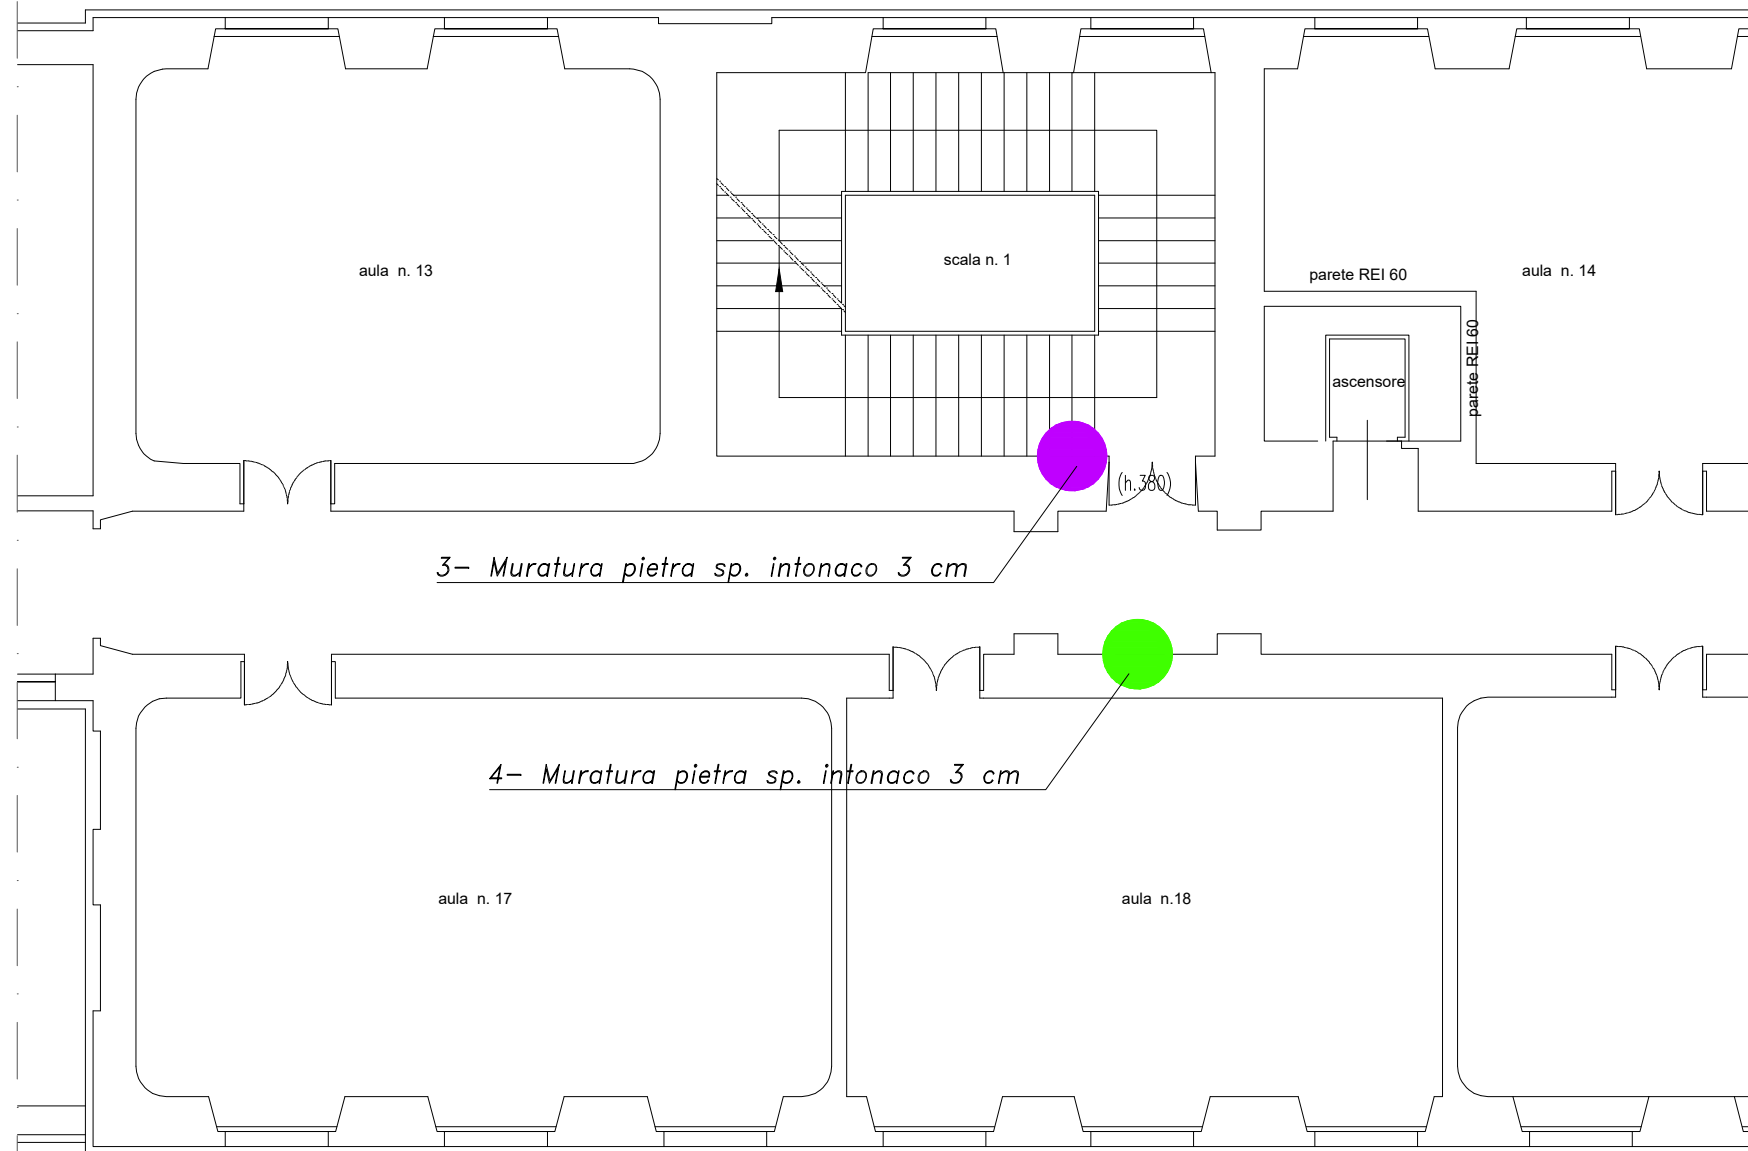 scala n. 1
aula n. 13
parete REI 60
aula n. 14
parete REI 60
ascensore
(h.380)
3- Muratura pietra sp. intonaco 3 cm
4- Muratura pietra sp. intonaco 3 cm
aula n. 17
aula n.18